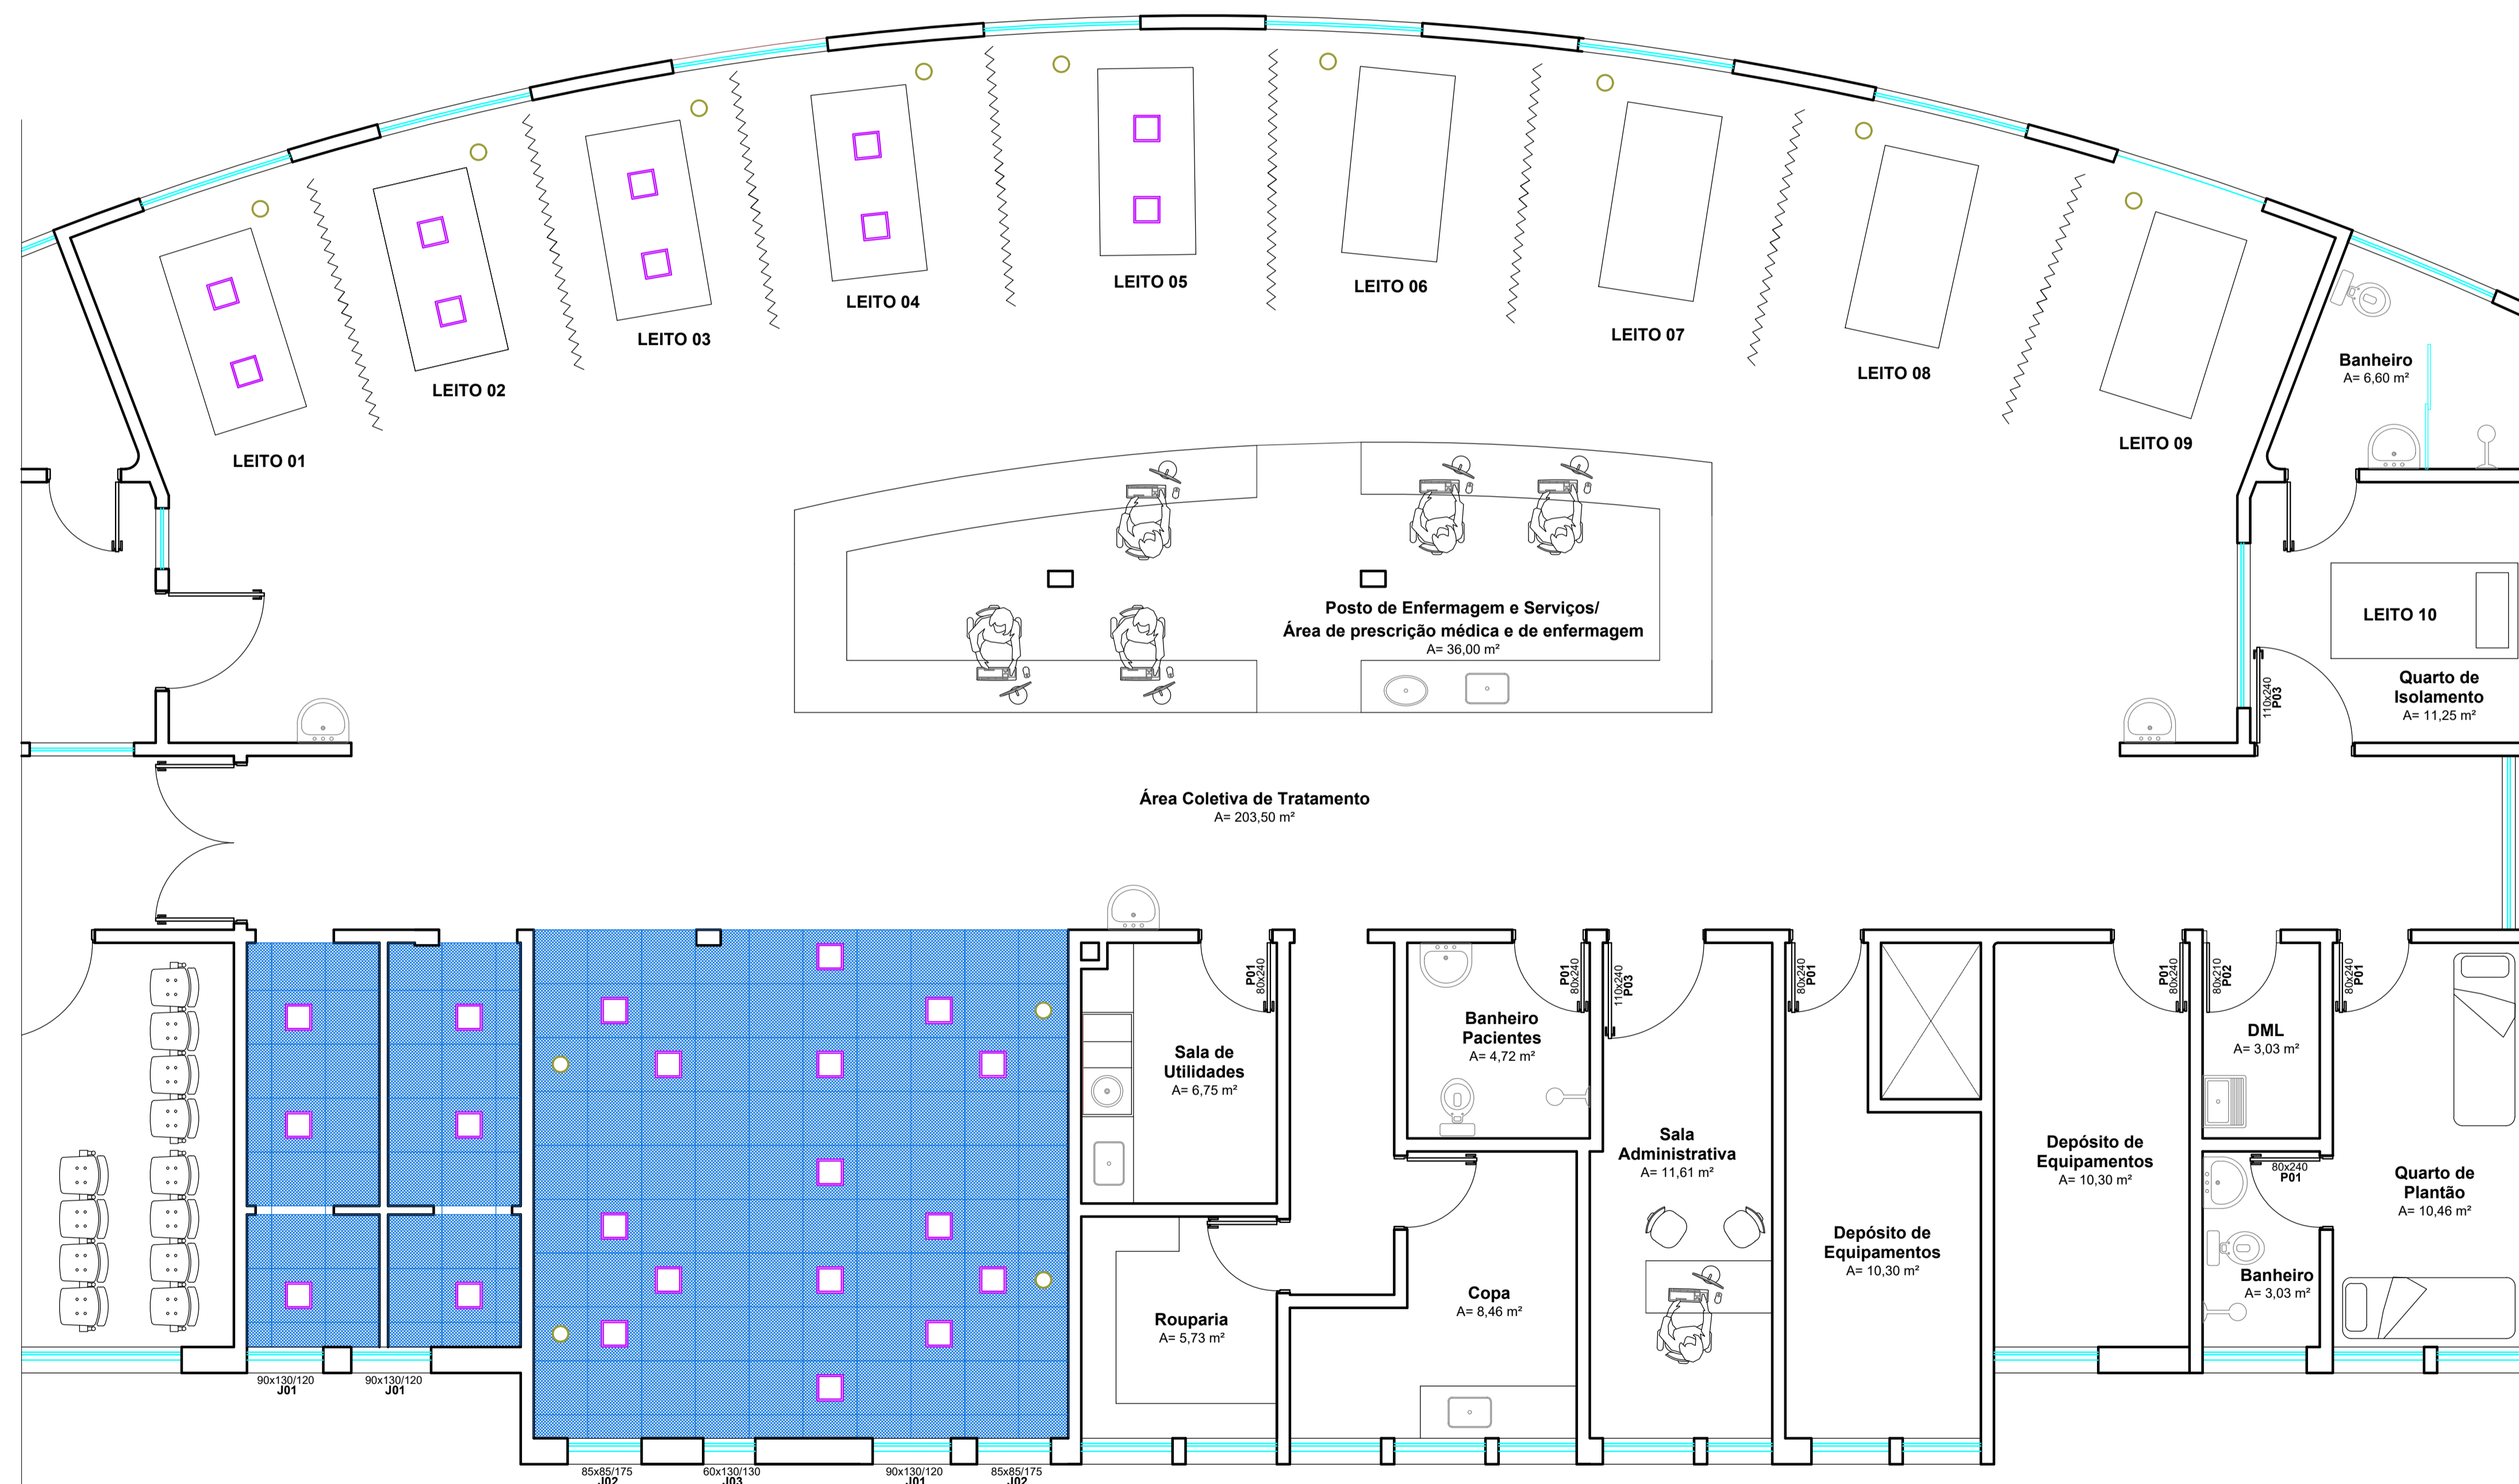 LEITO 01
LEITO 02
LEITO 03
LEITO 04
LEITO 05
LEITO 06
LEITO 07
LEITO 08
LEITO 09
Banheiro
A= 6,60 m²
LEITO 10
Quarto de
Isolamento
A= 11,25 m²
110x240
P03
Posto de Enfermagem e Serviços/
Área de prescrição médica e de enfermagem
A= 36,00 m²
Área Coletiva de Tratamento
A= 203,50 m²
P01
80x240
Sala de
Utilidades
A= 6,75 m²
Banheiro
Pacientes
A= 4,72 m²
P01
80x240
110x240
P03
Sala
Administrativa
A= 11,61 m²
80x240
P01
Depósito de
Equipamentos
A= 10,30 m²
Depósito de
Equipamentos
A= 10,30 m²
P01
80x240
80x210
P02
DML
A= 3,03 m²
80x240
P01
80x240
P01
Quarto de
Plantão
A= 10,46 m²
Banheiro
A= 3,03 m²
Rouparia
A= 5,73 m²
Copa
A= 8,46 m²
90x130/120
J01
90x130/120
J01
85x85/175
J02
60x130/130
J03
90x130/120
J01
85x85/175
J02